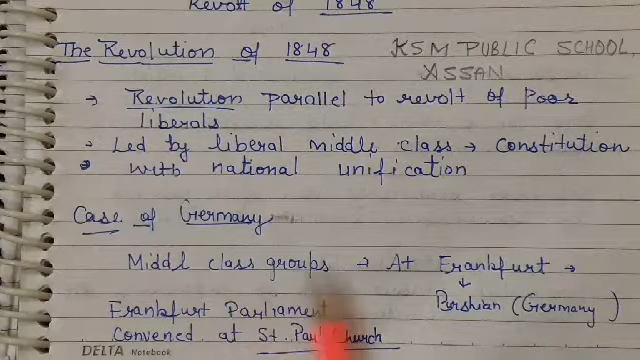 Revolt of 1848
The Revolution of 1848
KSM PUBLIC SCHOOL,
ASSAN
→ Revolution parallel to revolt of Poor
liberals
→ Led by liberal middle class → constitution
with national unification
Case of Germany
Middl class groups → At Frankfurt →
↓
Frankfurt Parliament
(Germany)
Convened at St. Paul Church
DELTA Notebook